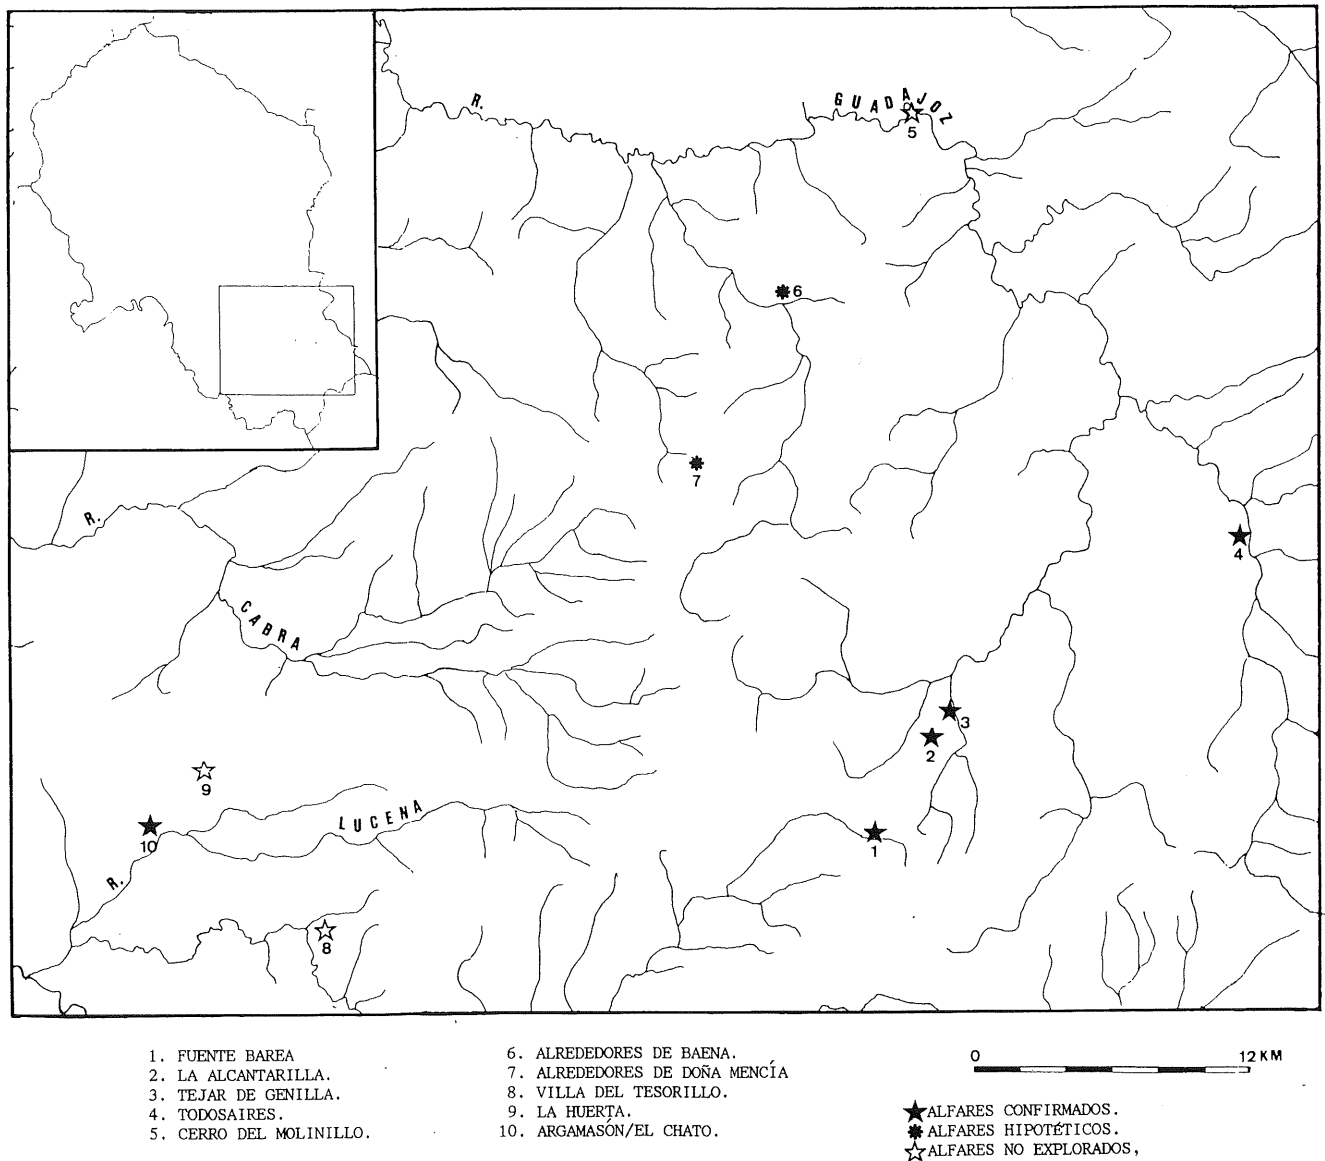 R. GUADAJOZ
5
6
7
R. CABRA
4
3
2
1
9
10
R. LUCENA
8
1. FUENTE BAREA
2. LA ALCANTARILLA.
3. TEJAR DE GENILLA.
4. TODOSAIRES.
5. CERRO DEL MOLINILLO.
6. ALREDEDORES DE BAENA.
7. ALREDEDORES DE DOÑA MENCÍA
8. VILLA DEL TESORILLO.
9. LA HUERTA.
10. ARGAMASÓN/EL CHATO.
0 12 KM
ALFARES CONFIRMADOS.
ALFARES HIPOTÉTICOS.
ALFARES NO EXPLORADOS,